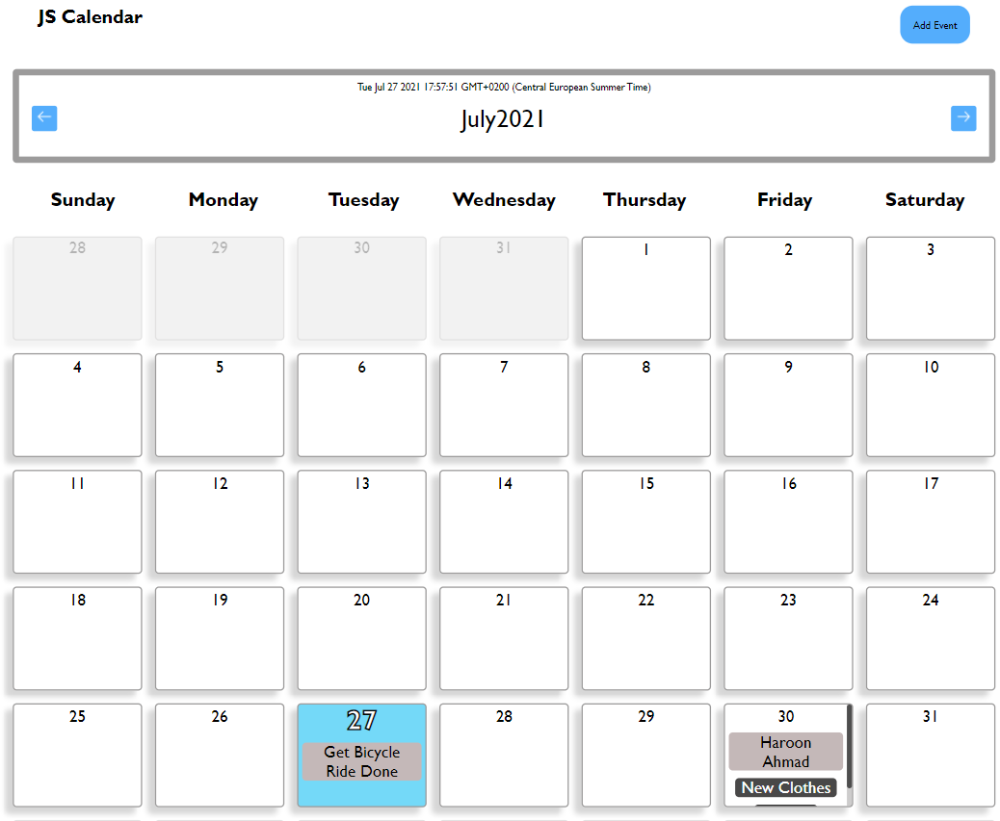 JS Calendar
Add Event
Tue Jul 27 2021 17:57:51 GMT+0200 (Central European Summer Time)
←
July2021
→
Sunday Monday Tuesday Wednesday Thursday Friday Saturday
28 29 30 31 1 2 3
4 5 6 7 8 9 10
11 12 13 14 15 16 17
18 19 20 21 22 23 24
25 26 27 28 29 30 31
Get Bicycle
Ride Done
Haroon
Ahmad
New Clothes